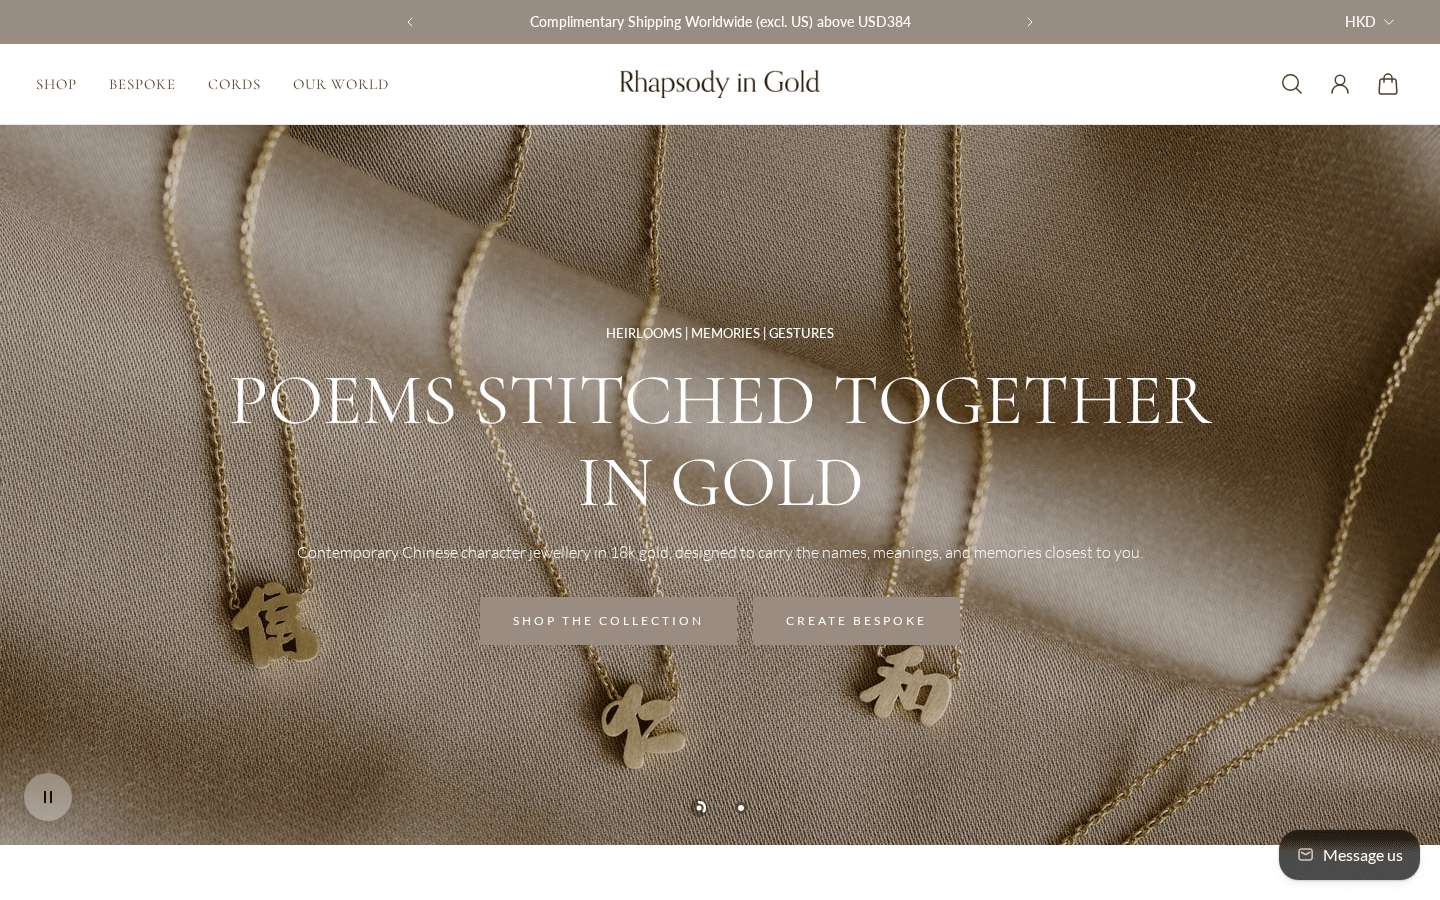 Complimentary Shipping Worldwide (excl. US) above USD384
HKD
SHOP
BESPOKE
CORDS
OUR WORLD
Rhapsody in Gold
HEIRLOOMS | MEMORIES | GESTURES
POEMS STITCHED TOGETHER
IN GOLD
Contemporary Chinese character jewellery in 18k gold, designed to carry the names, meanings, and memories closest to you.
SHOP THE COLLECTION
CREATE BESPOKE
信
仁
和
Message us